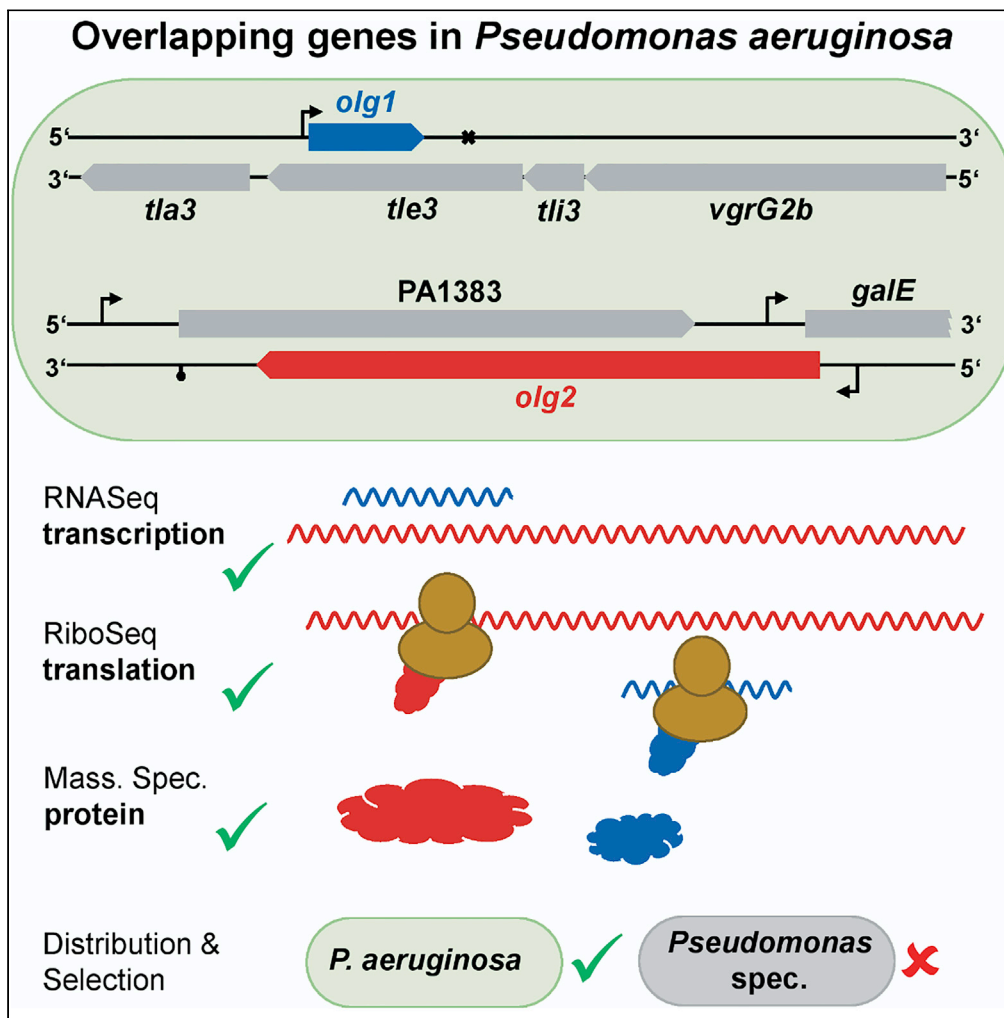 Overlapping genes in Pseudomonas aeruginosa
olg1
5‘ 3‘
3‘ 5‘
tla3 tle3 tli3 vgrG2b
PA1383 galE
5‘ 3‘
3‘ 5‘
olg2
RNASeq
transcription
RiboSeq
translation
Mass. Spec.
protein
Distribution &
Selection
P. aeruginosa
Pseudomonas
spec.